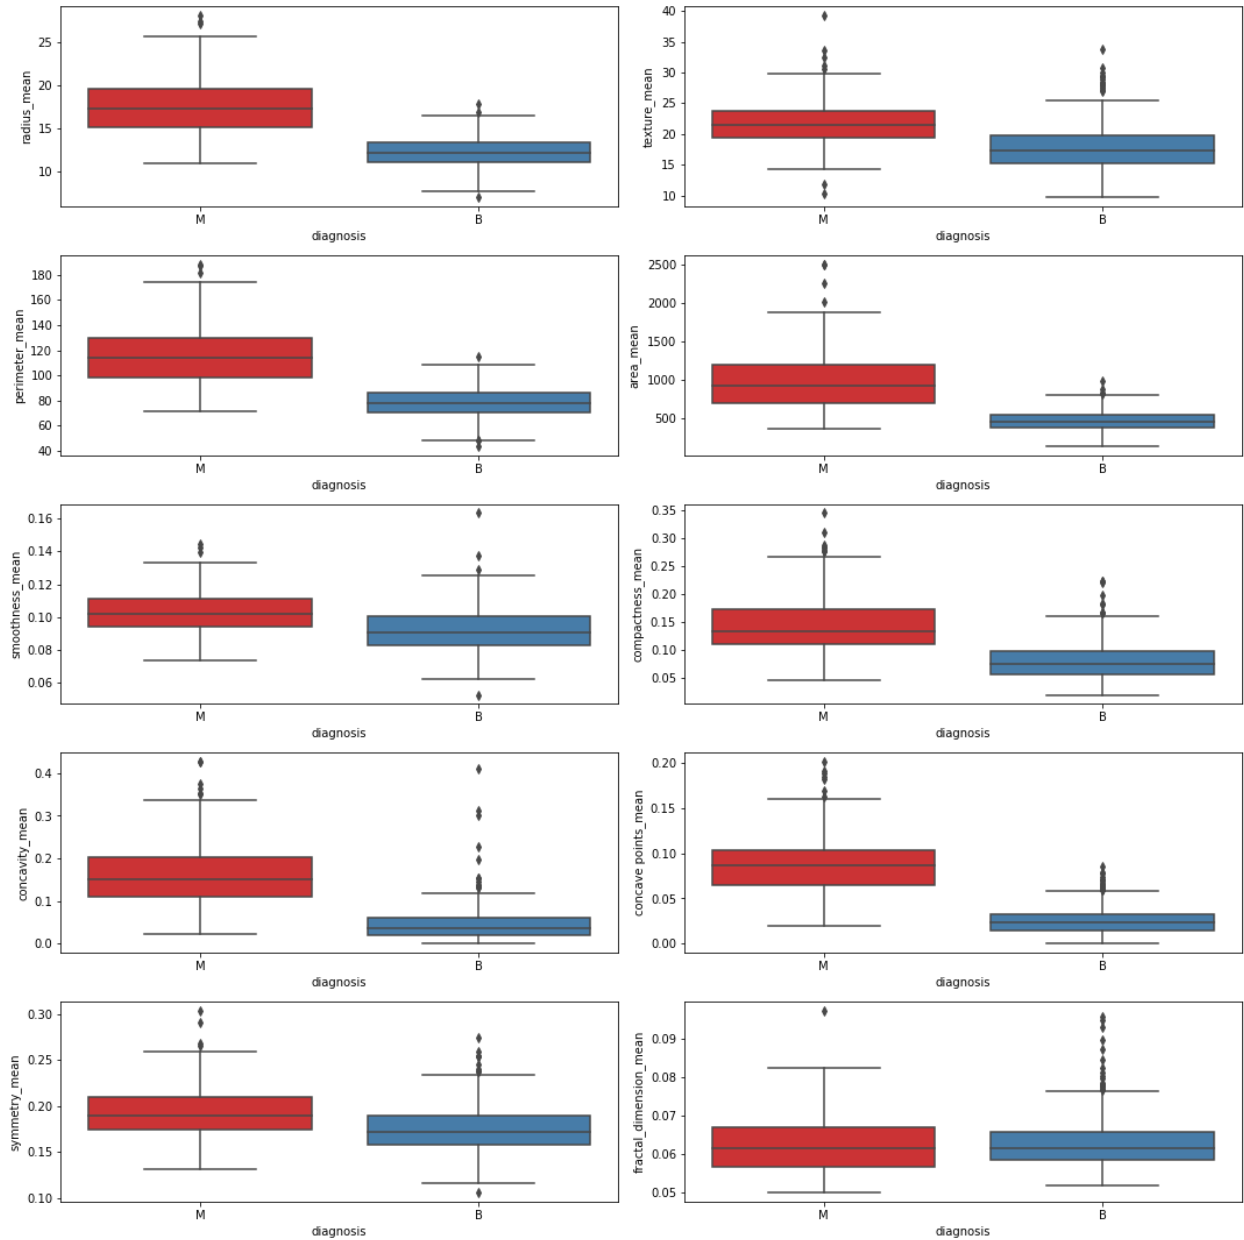 radius_mean
25
20
15
10
M
B
diagnosis
texture_mean
40
35
30
25
20
15
10
M
B
diagnosis
perimeter_mean
180
160
140
120
100
80
60
40
M
B
diagnosis
area_mean
2500
2000
1500
1000
500
M
B
diagnosis
smoothness_mean
0.16
0.14
0.12
0.10
0.08
0.06
M
B
diagnosis
compactness_mean
0.35
0.30
0.25
0.20
0.15
0.10
0.05
M
B
diagnosis
concavity_mean
0.4
0.3
0.2
0.1
0.0
M
B
diagnosis
concave points_mean
0.20
0.15
0.10
0.05
0.00
M
B
diagnosis
symmetry_mean
0.30
0.25
0.20
0.15
0.10
M
B
diagnosis
fractal_dimension_mean
0.09
0.08
0.07
0.06
0.05
M
B
diagnosis